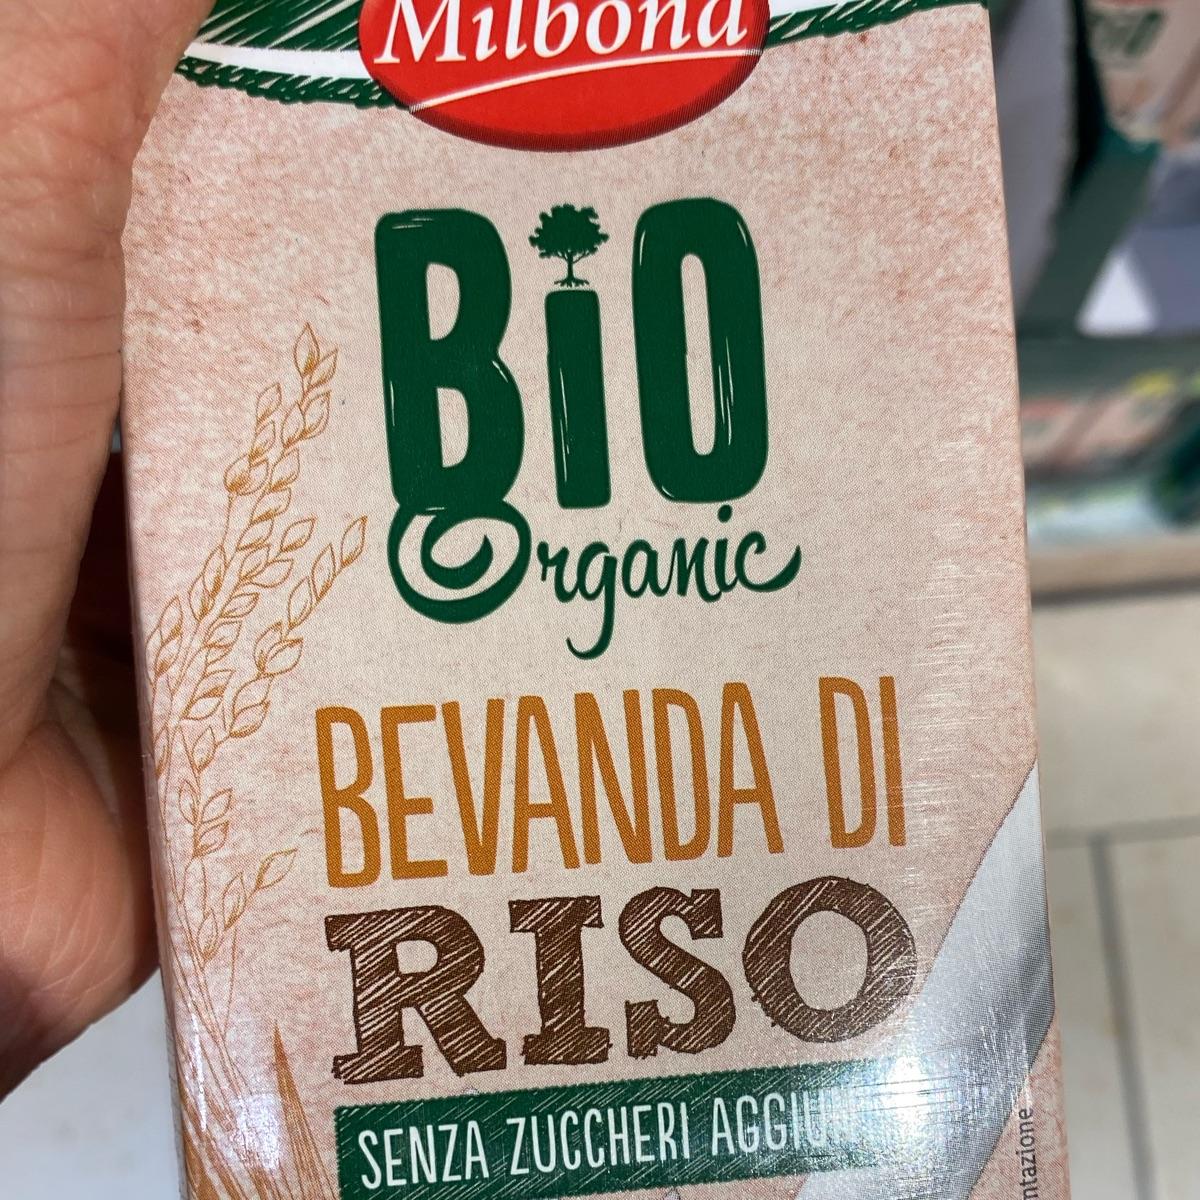 Milbona
BiO
Organic
BEVANDA DI
RISO
SENZA ZUCCHERI